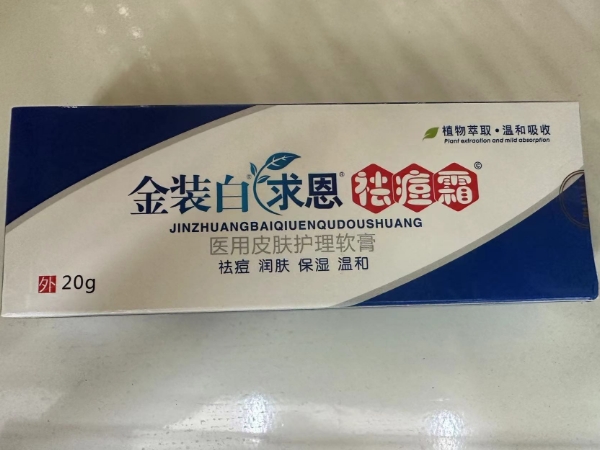 植物萃取·温和吸收
Plant extraction and mild absorption
金装白®求恩®祛痘霜©
JINZHUANGBAIQIUENQUDOUSHUANG
医用皮肤护理软膏
祛痘 润肤 保湿 温和
外 20g